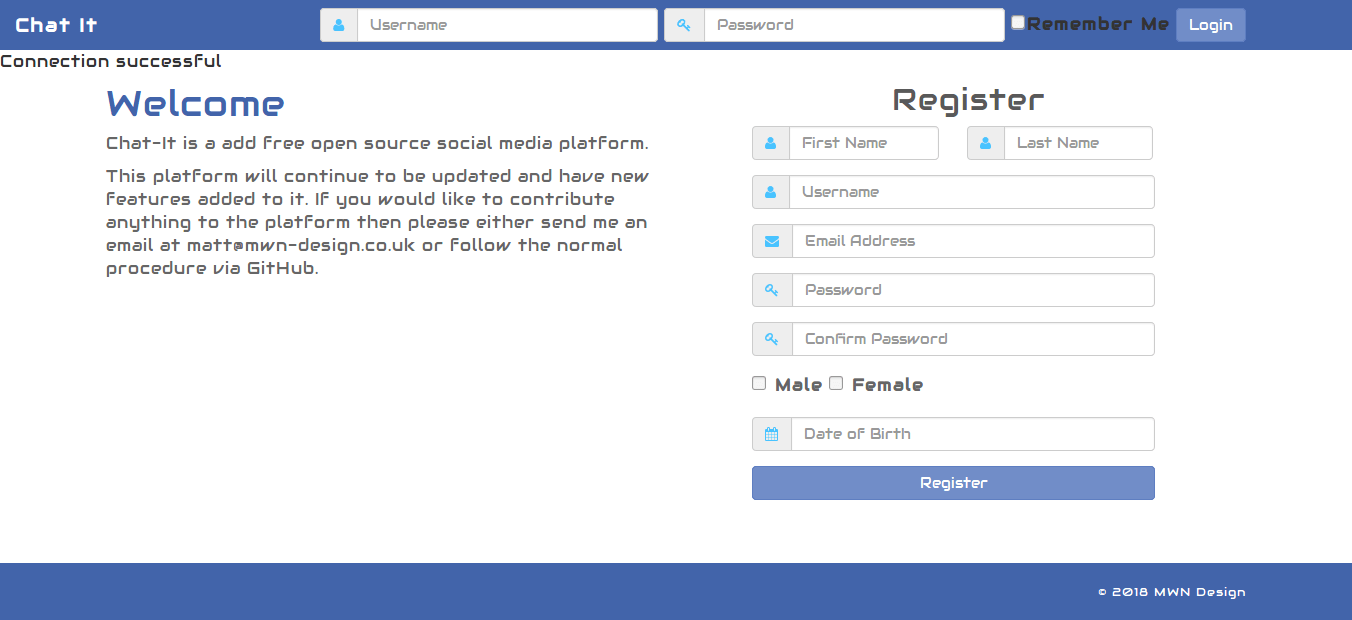 Chat It
Username
Password
Remember Me
Login
Connection successful
Welcome
Chat-It is a add free open source social media platform.
This platform will continue to be updated and have new
features added to it. If you would like to contribute
anything to the platform then please either send me an
email at matt@mwn-design.co.uk or follow the normal
procedure via GitHub.
Register
First Name
Last Name
Username
Email Address
Password
Confirm Password
Male Female
Date of Birth
Register
© 2018 MWN Design